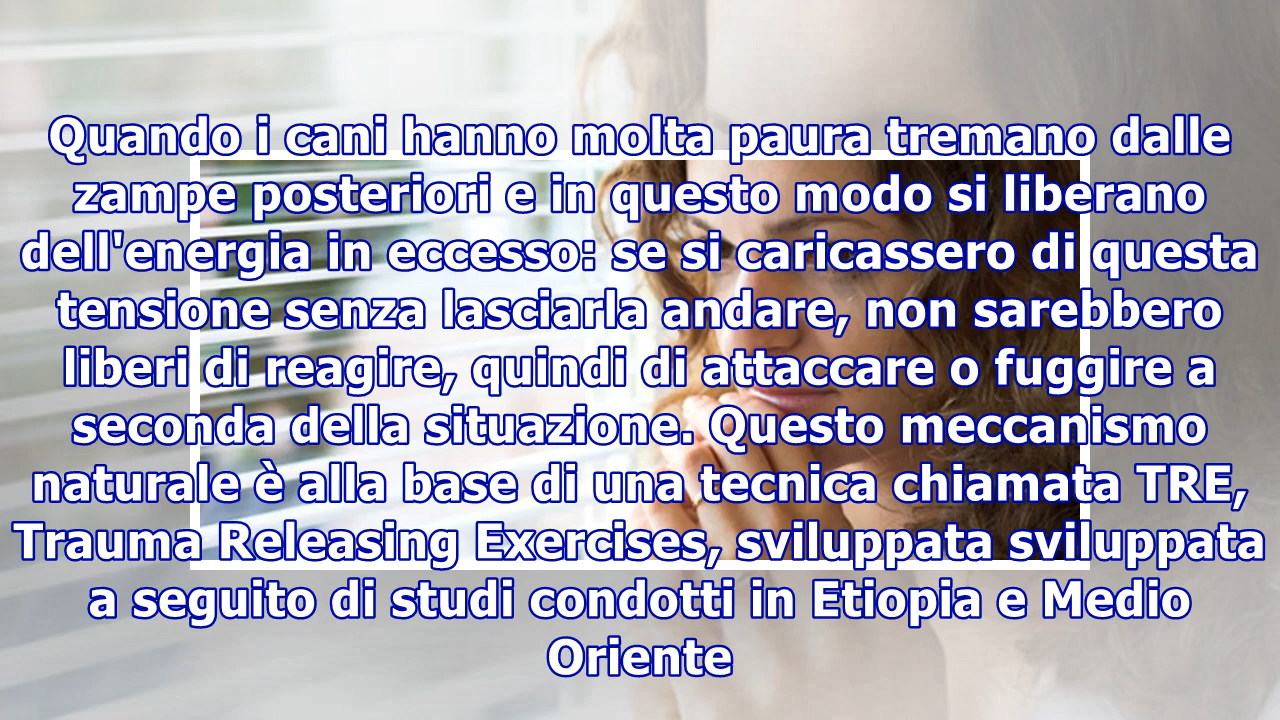 Quando i cani hanno molta paura tremano dalle
zampe posteriori e in questo modo si liberano
dell'energia in eccesso: se si caricassero di questa
tensione senza lasciarla andare, non sarebbero
liberi di reagire, quindi di attaccare o fuggire a
seconda della situazione. Questo meccanismo
naturale è alla base di una tecnica chiamata TRE,
Trauma Releasing Exercises, sviluppata sviluppata
a seguito di studi condotti in Etiopia e Medio
Oriente